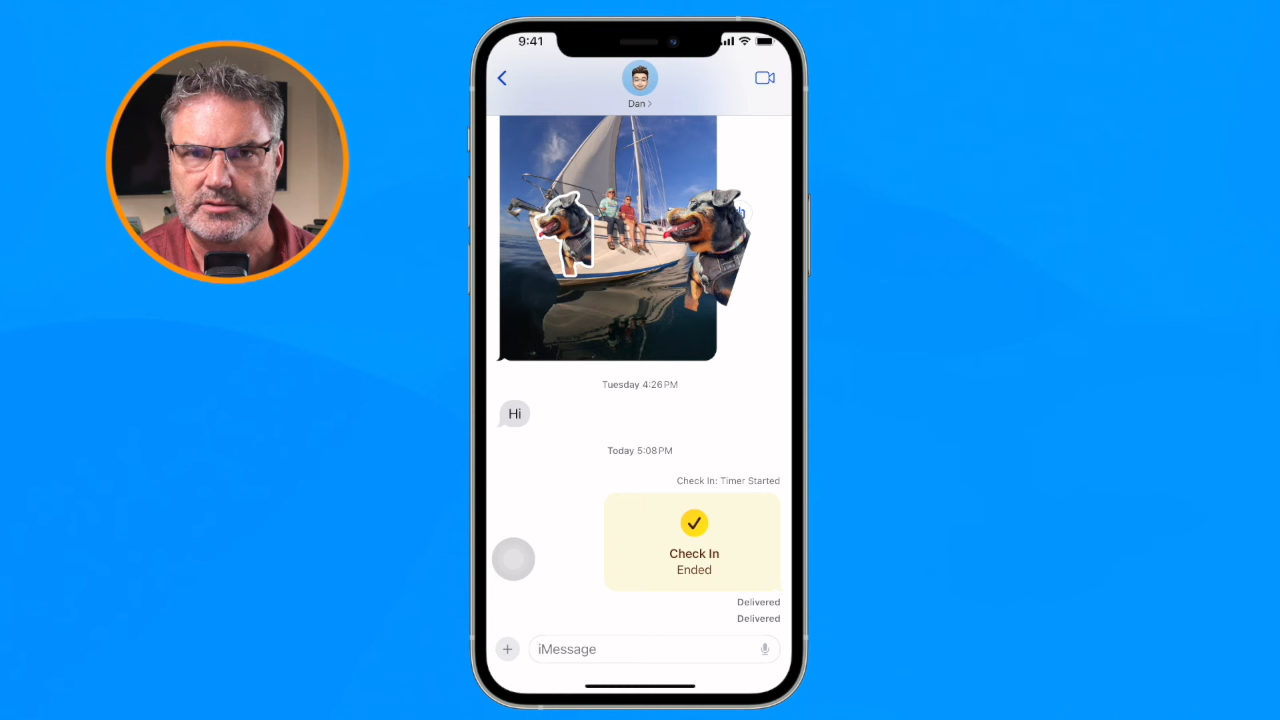 9:41
Dan
Tuesday 4:26 PM
Hi
Today 5:08 PM
Check In: Timer Started
Check In
Ended
Delivered
Delivered
iMessage